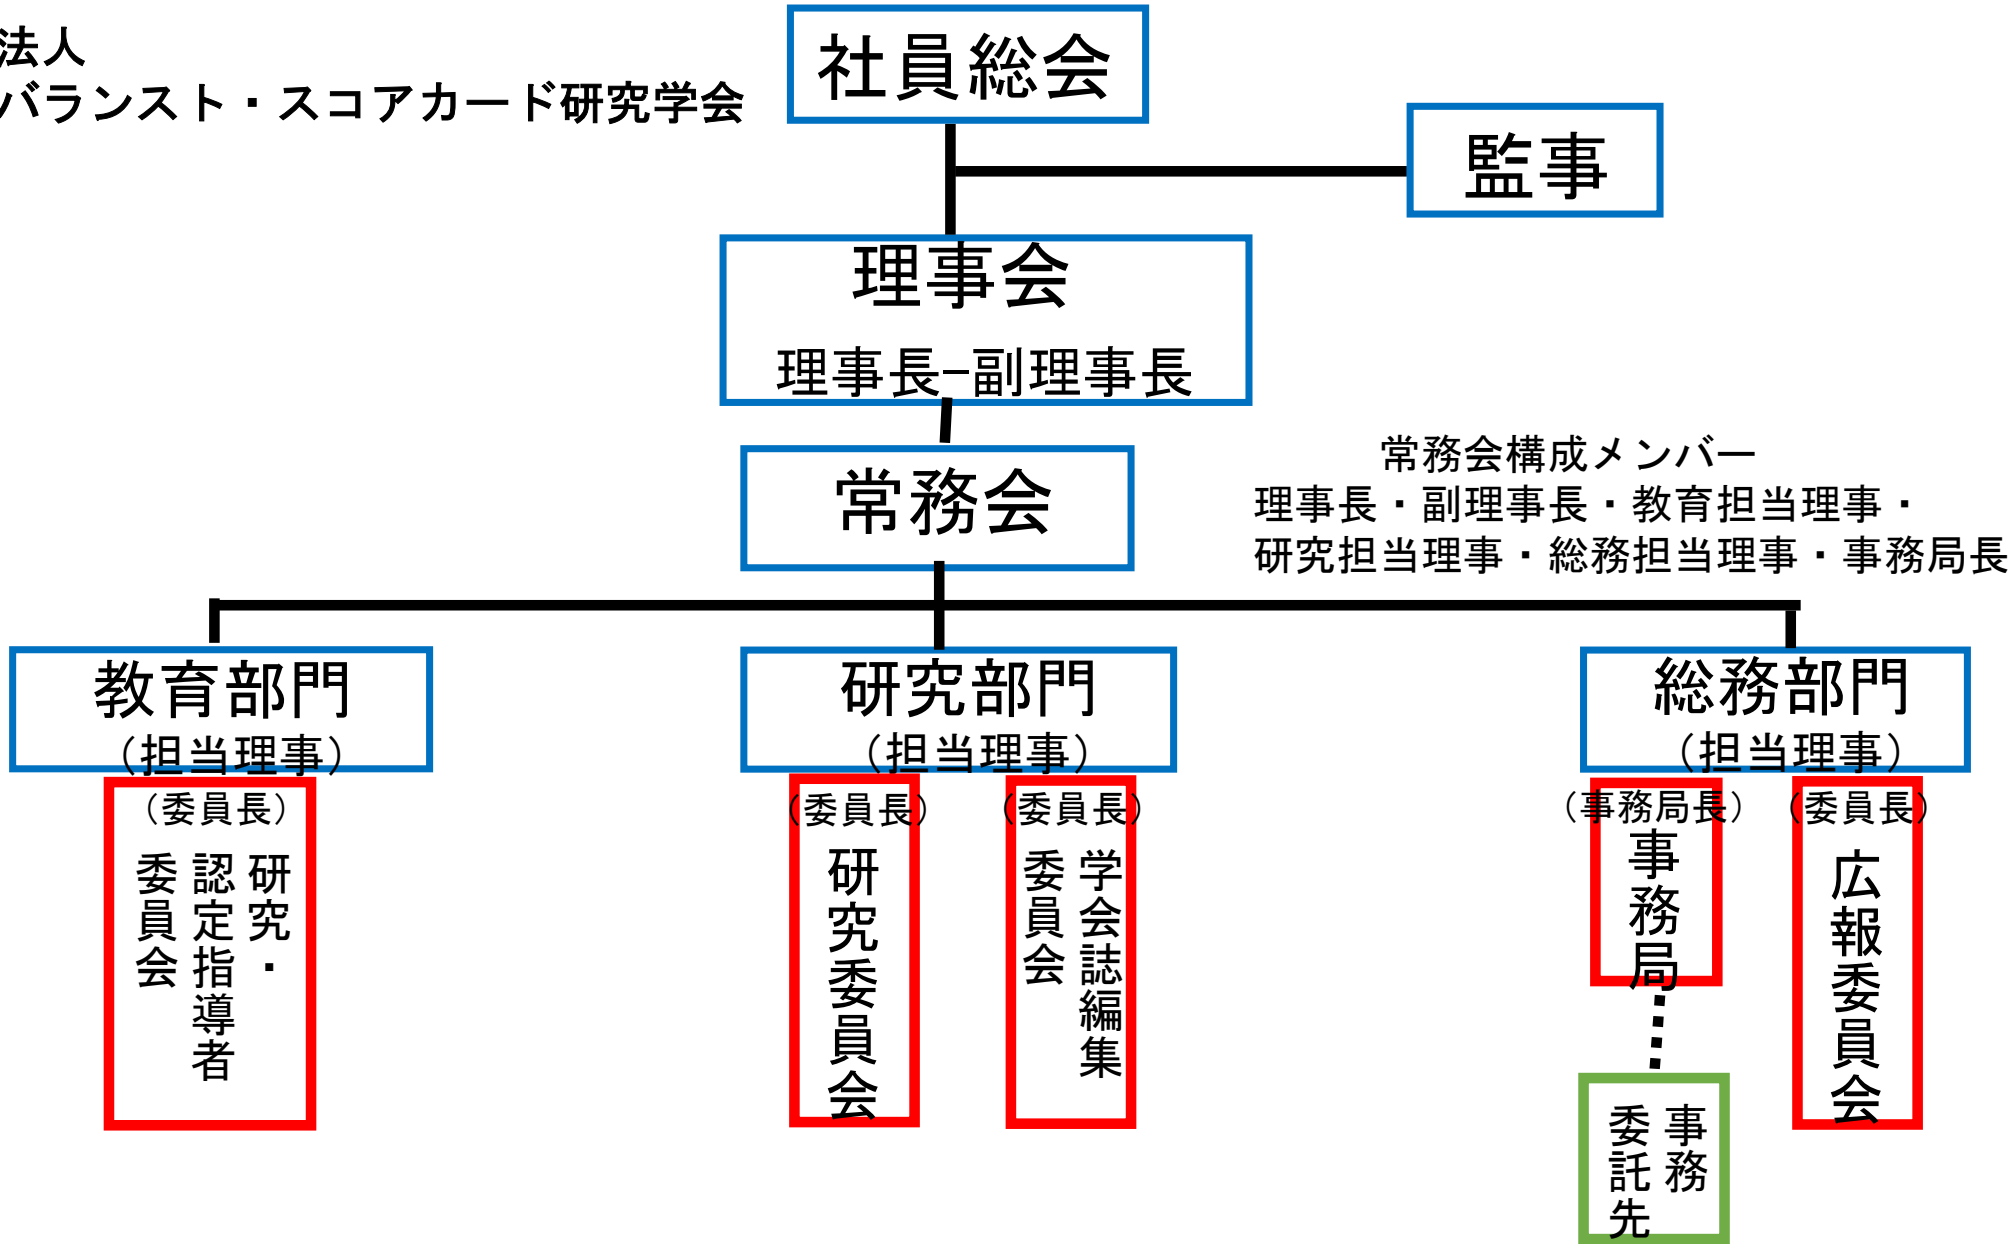 法人
バランスト・スコアカード研究学会
社員総会
監事
理事会
理事長–副理事長
常務会
常務会構成メンバー
理事長・副理事長・教育担当理事・
研究担当理事・総務担当理事・事務局長
教育部門
（担当理事）
研究部門
（担当理事）
総務部門
（担当理事）
（委員長）
研究・
認定指導者
委員会
（委員長）
研究委員会
（委員長）
学会誌編集
委員会
（事務局長）
事務局
（委員長）
広報委員会
事務
委託先